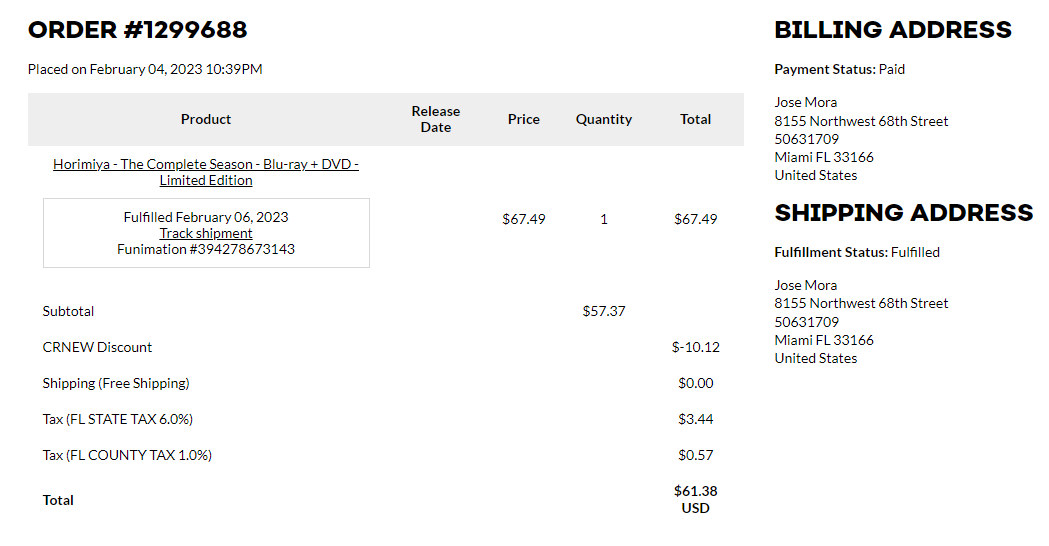 ORDER #1299688
Placed on February 04, 2023 10:39PM
Product Release Date Price Quantity Total
Horimiya - The Complete Season - Blu-ray + DVD -
Limited Edition
Fulfilled February 06, 2023
Track shipment
Funimation #394278673143
$67.49 1 $67.49
Subtotal $57.37
CRNEW Discount $-10.12
Shipping (Free Shipping) $0.00
Tax (FL STATE TAX 6.0%) $3.44
Tax (FL COUNTY TAX 1.0%) $0.57
Total $61.38 USD
BILLING ADDRESS
Payment Status: Paid
Jose Mora
8155 Northwest 68th Street
50631709
Miami FL 33166
United States
SHIPPING ADDRESS
Fulfillment Status: Fulfilled
Jose Mora
8155 Northwest 68th Street
50631709
Miami FL 33166
United States